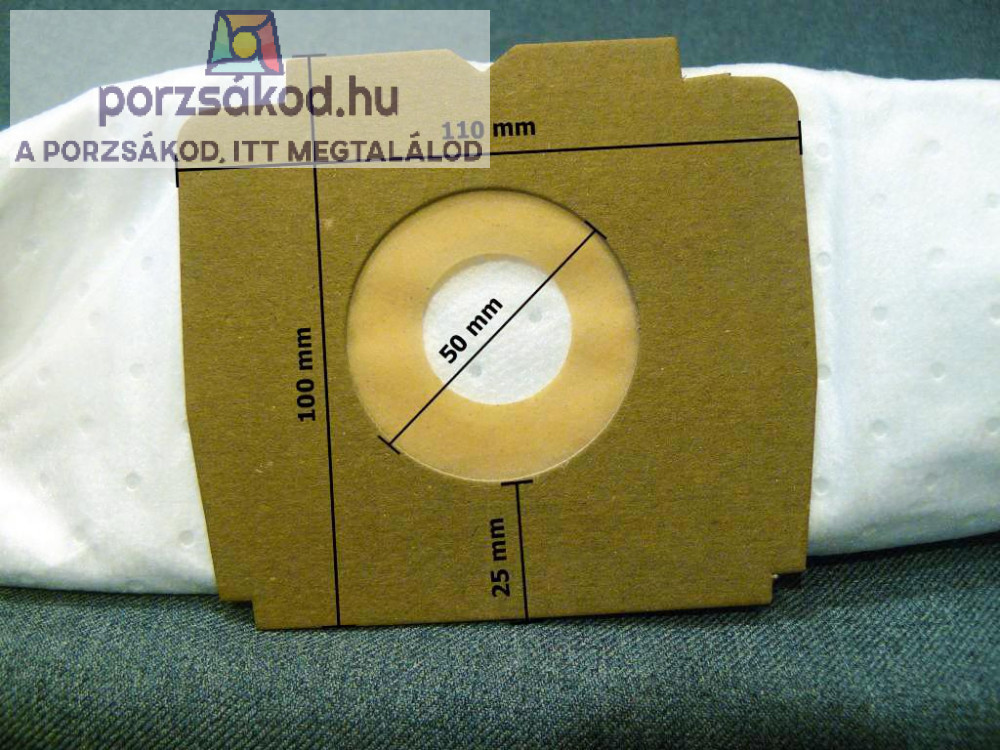 porzsákod.hu
A PORZSÁKOD, ITT MEGTALÁLOD
110 mm
50 mm
100 mm
25 mm